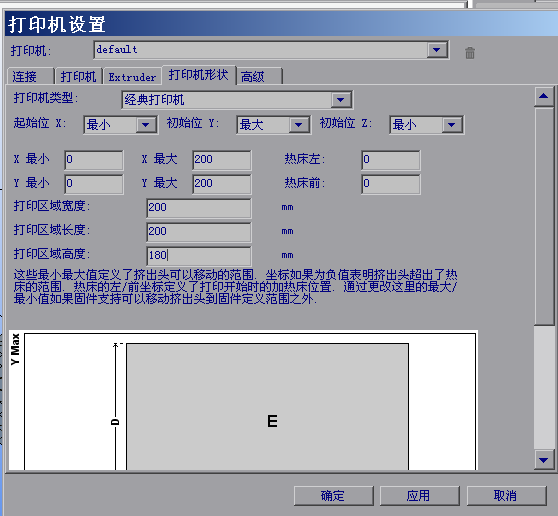 打印机设置
打印机: default
连接 打印机 Extruder 打印机形状 高级
打印机类型: 经典打印机
起始位 X: 最小 初始位 Y: 最大 初始位 Z: 最小
X 最小 0 X 最大 200 热床左: 0
Y 最小 0 Y 最大 200 热床前: 0
打印区域宽度: 200 mm
打印区域长度: 200 mm
打印区域高度: 180 mm
这些最小最大值定义了挤出头可以移动的范围. 坐标如果为负值表明挤出头超出了热
床的范围. 热床的左/前坐标定义了打印开始时的加热床位置. 通过更改这里的最大/
最小值如果固件支持可以移动挤出头到固件定义范围之外.
Y Max
D
E
确定 应用 取消